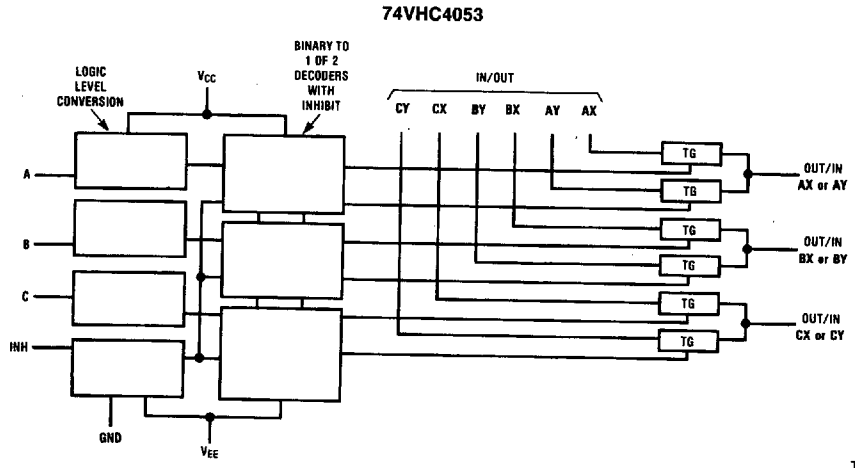 74VHC4053
LOGIC
LEVEL
CONVERSION
VCC
BINARY TO
1 OF 2
DECODERS
WITH
INHIBIT
IN/OUT
CY CX BY BX AY AX
A
B
C
INH
GND
VEE
TG
TG
TG
TG
TG
TG
OUT/IN
AX or AY
OUT/IN
BX or BY
OUT/IN
CX or CY